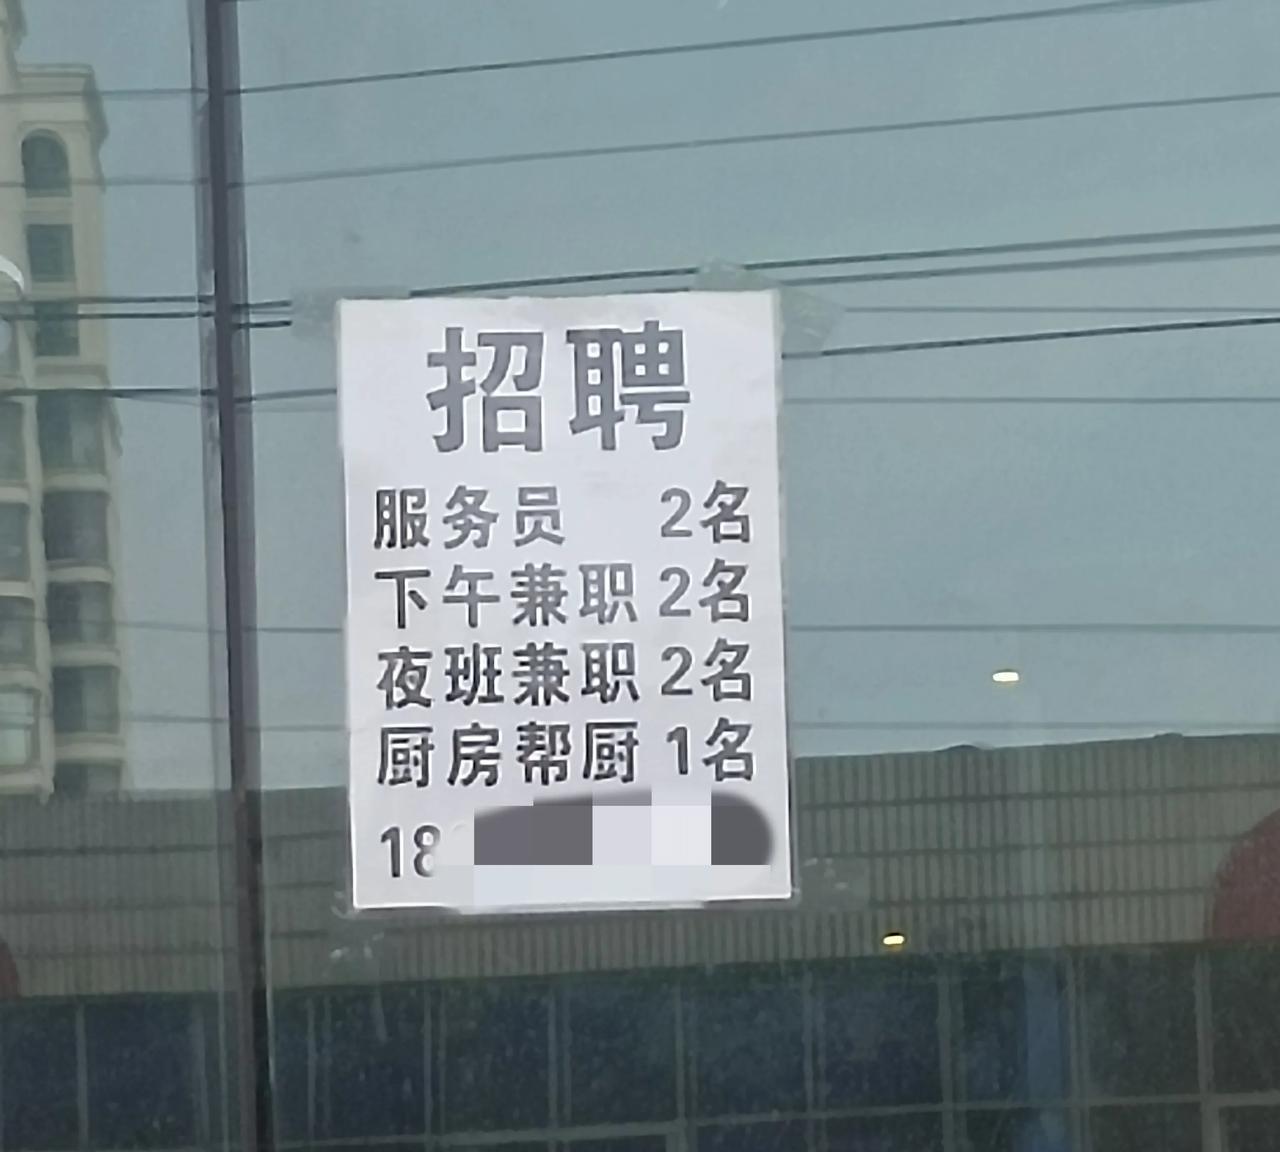 招聘
服务员 2名
下午兼职 2名
夜班兼职 2名
厨房帮厨 1名
18